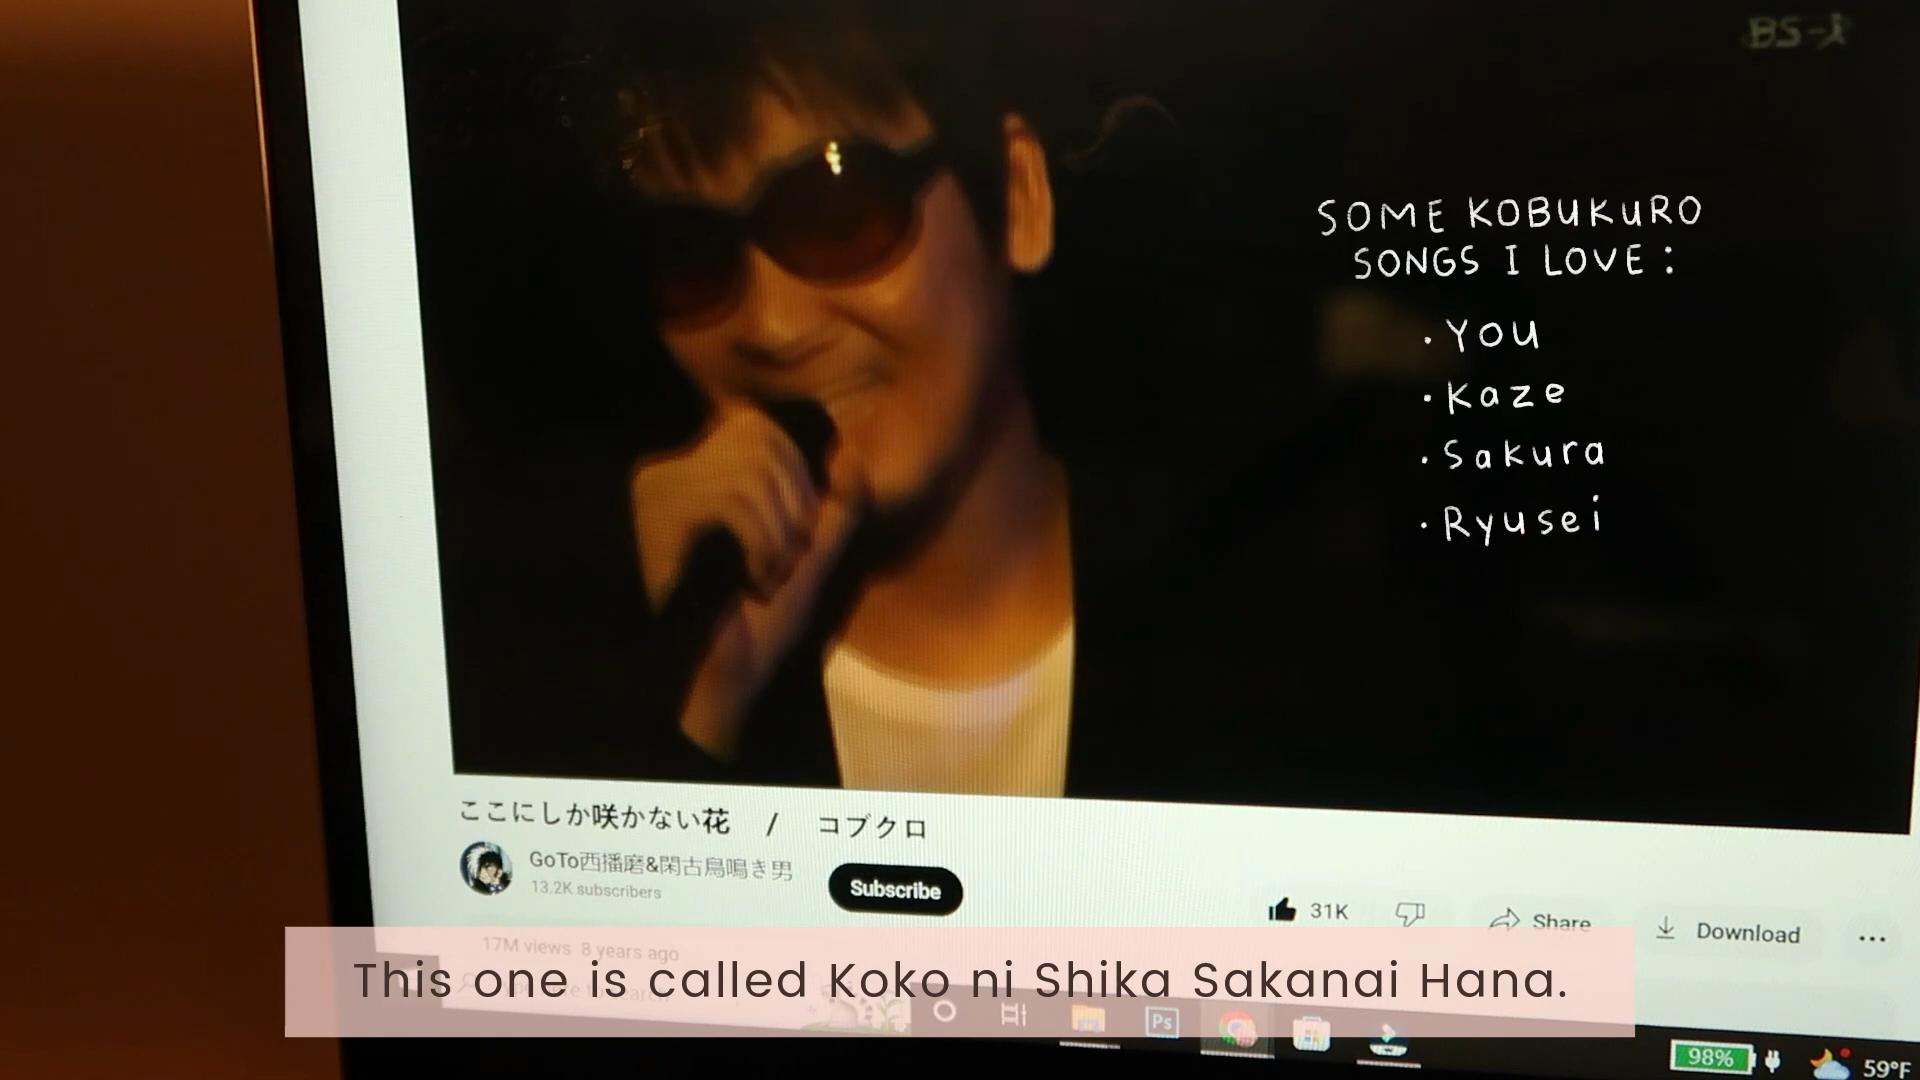 BS-i
SOME KOBUKURO
SONGS I LOVE :
· You
· Kaze
· Sakura
· Ryusei
ここにしか咲かない花 / コブクロ
GoTo西播磨&閑古鳥鳴き男
13.2K subscribers
Subscribe
31K
Share
Download
17M views 8 years ago
This one is called Koko ni Shika Sakanai Hana.
Ps
98%
59°F